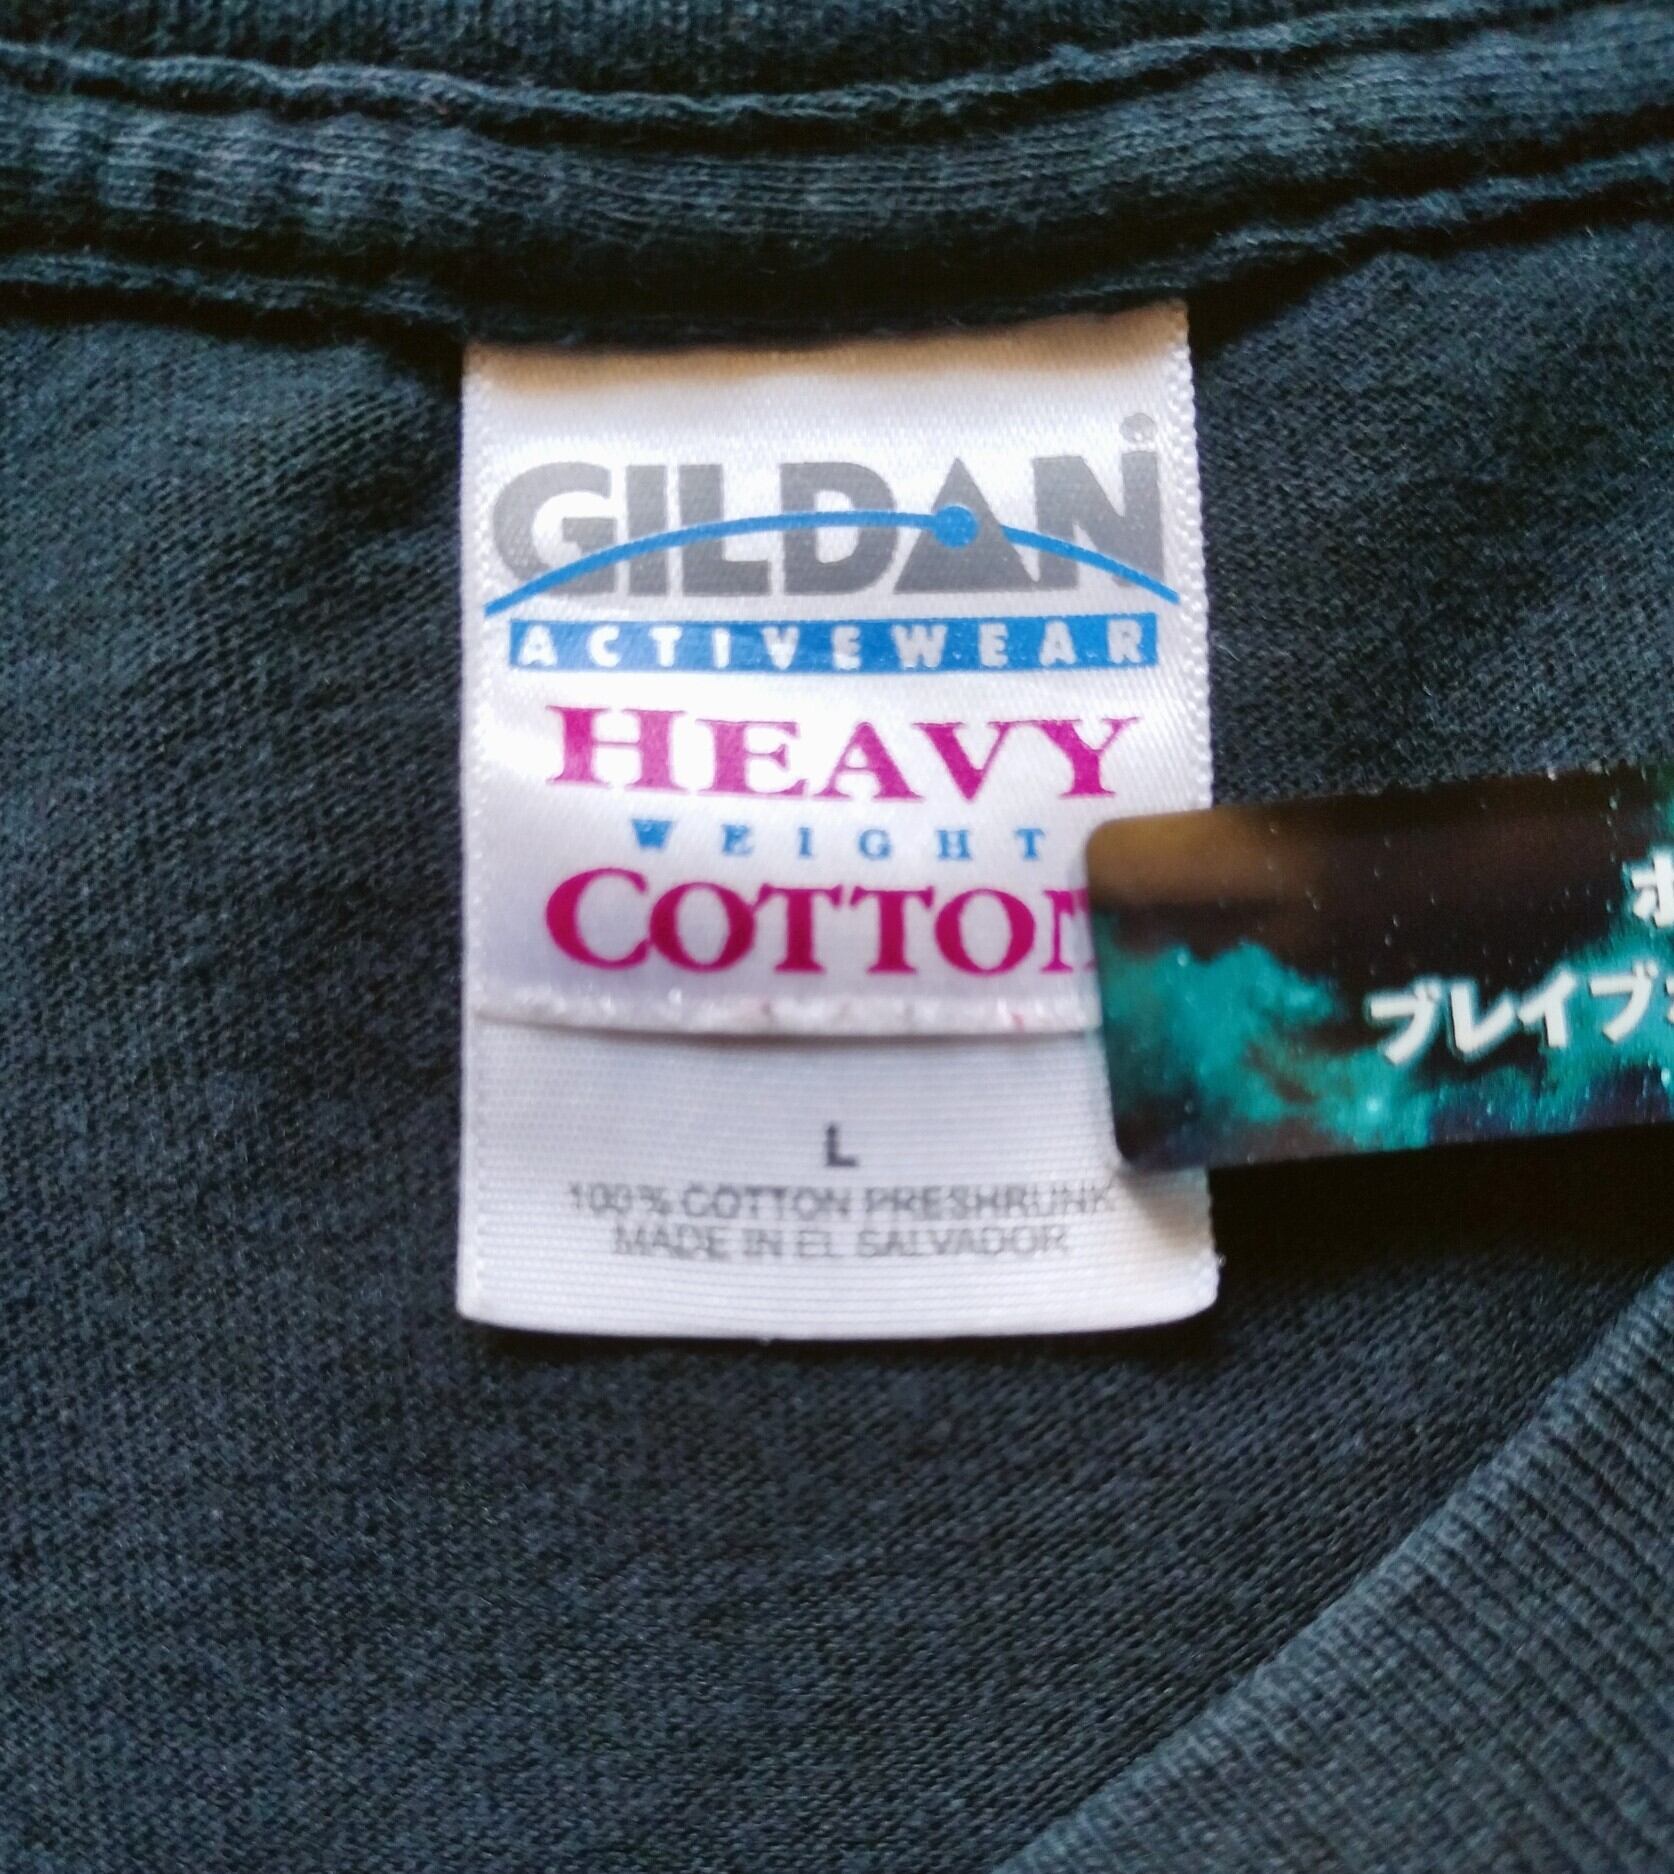 GILDAN®
ACTIVEWEAR
HEAVY
WEIGHT
COTTON
L
100% COTTON PRESHRUNK
MADE IN EL SALVADOR
ブレイブ